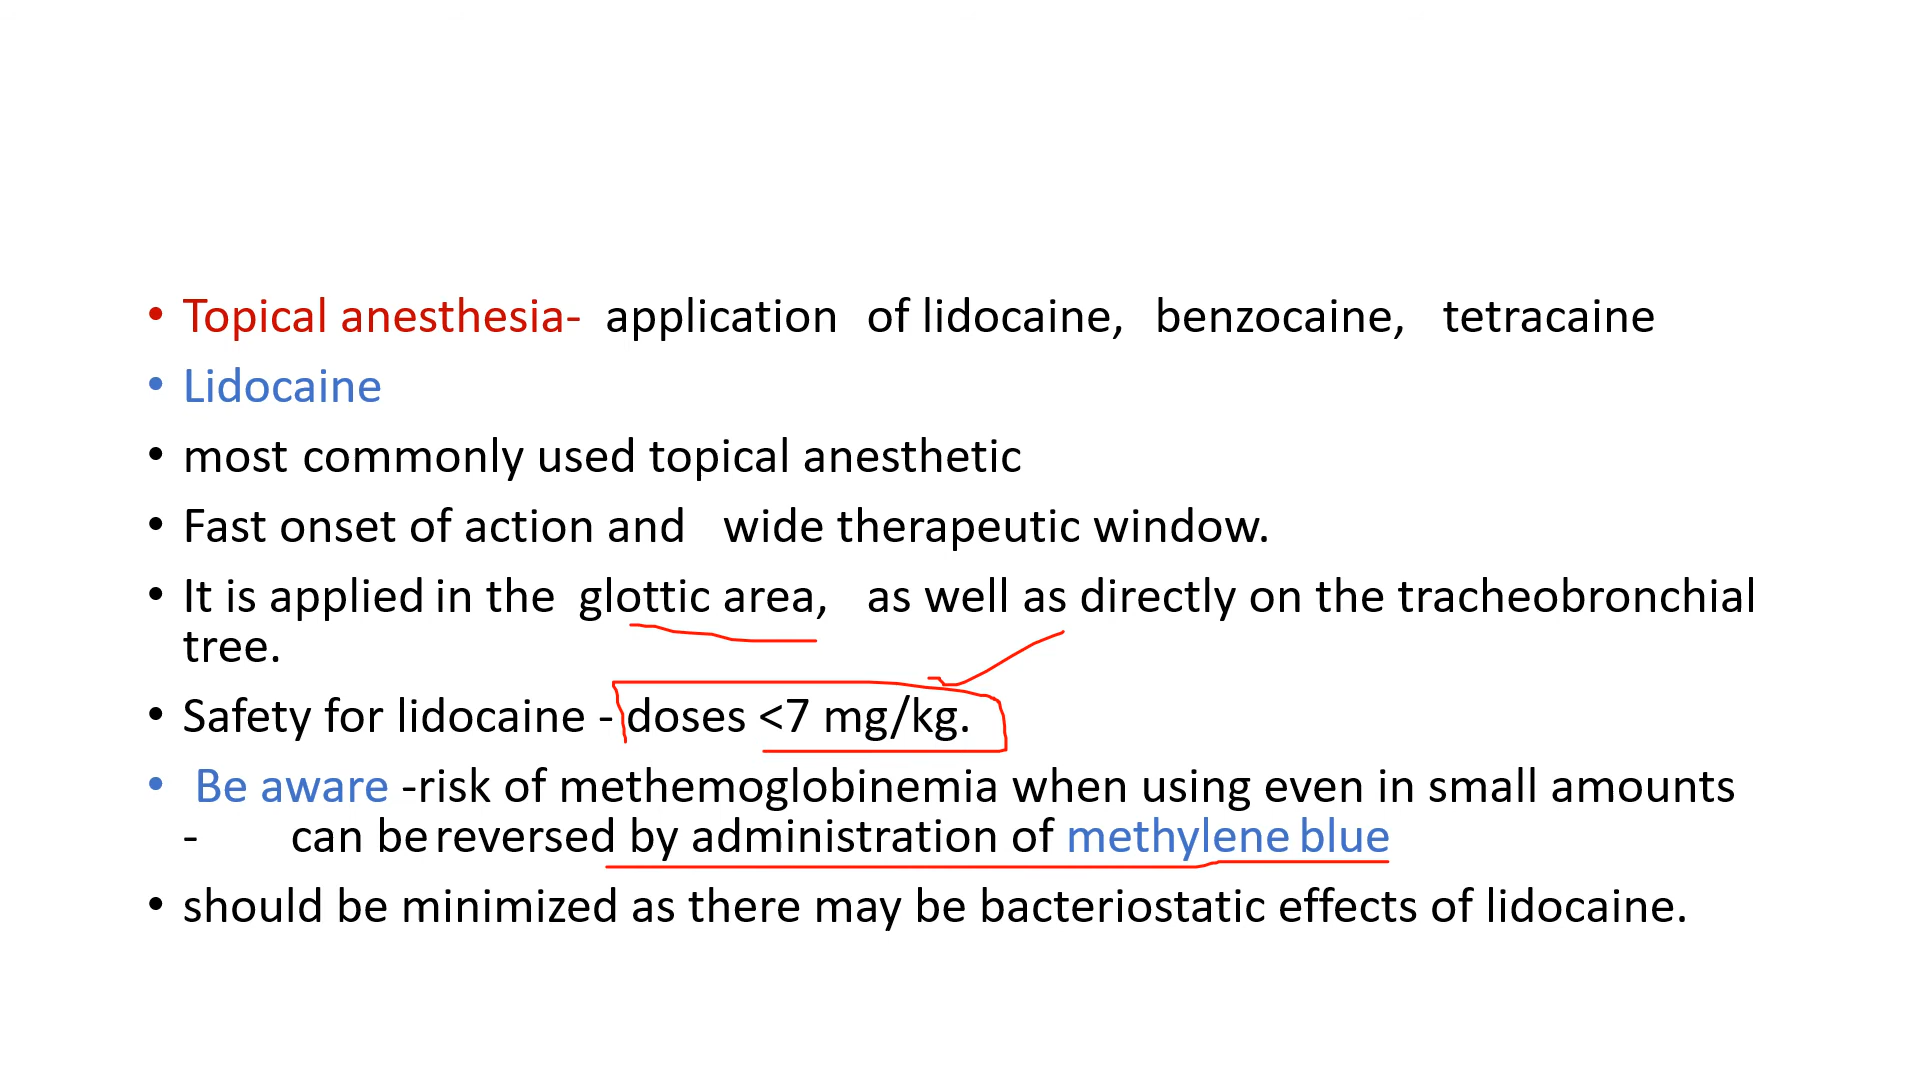 • Topical anesthesia- application of lidocaine, benzocaine, tetracaine
• Lidocaine
• most commonly used topical anesthetic
• Fast onset of action and wide therapeutic window.
• It is applied in the glottic area, as well as directly on the tracheobronchial
tree.
• Safety for lidocaine - doses <7 mg/kg.
• Be aware -risk of methemoglobinemia when using even in small amounts
- can be reversed by administration of methylene blue
• should be minimized as there may be bacteriostatic effects of lidocaine.